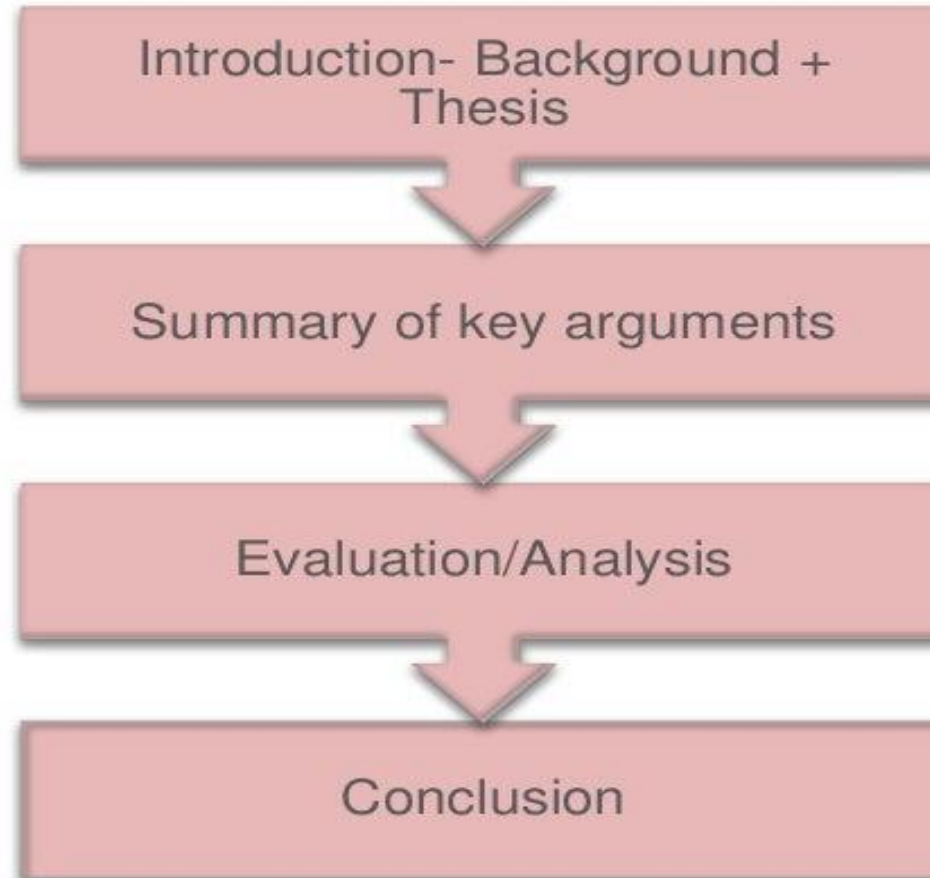 Introduction- Background +
Thesis
Summary of key arguments
Evaluation/Analysis
Conclusion